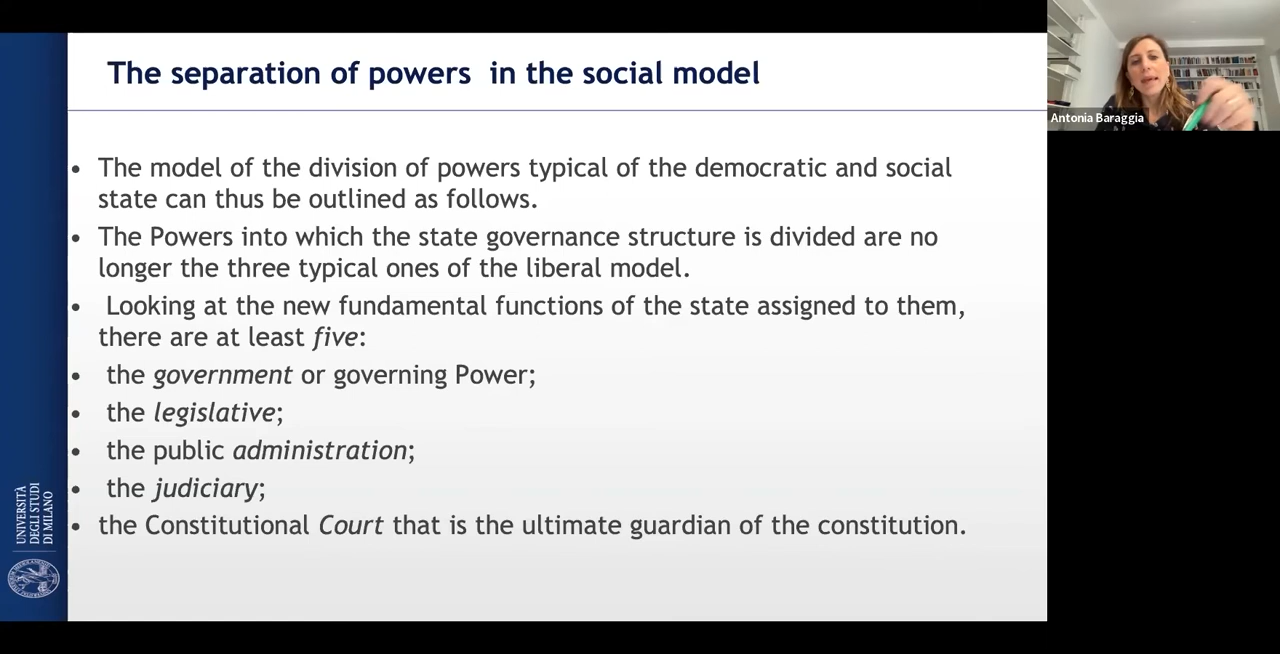 The separation of powers in the social model
• The model of the division of powers typical of the democratic and social
state can thus be outlined as follows.
• The Powers into which the state governance structure is divided are no
longer the three typical ones of the liberal model.
• Looking at the new fundamental functions of the state assigned to them,
there are at least five:
• the government or governing Power;
• the legislative;
• the public administration;
• the judiciary;
• the Constitutional Court that is the ultimate guardian of the constitution.
UNIVERSITÀ
DEGLI STUDI
DI MILANO
Antonia Baraggia